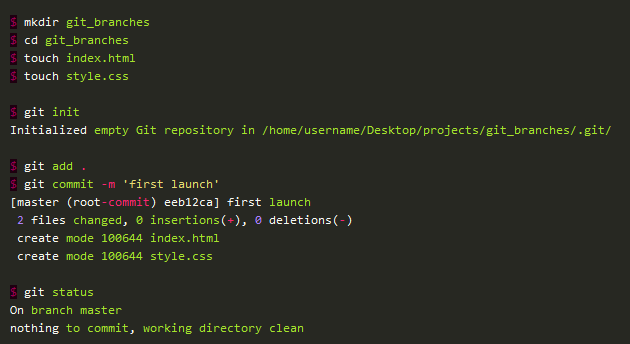 $ mkdir git_branches
$ cd git_branches
$ touch index.html
$ touch style.css
$ git init
Initialized empty Git repository in /home/username/Desktop/projects/git_branches/.git/
$ git add .
$ git commit -m 'first launch'
[master (root-commit) eeb12ca] first launch
 2 files changed, 0 insertions(+), 0 deletions(-)
 create mode 100644 index.html
 create mode 100644 style.css
$ git status
On branch master
nothing to commit, working directory clean